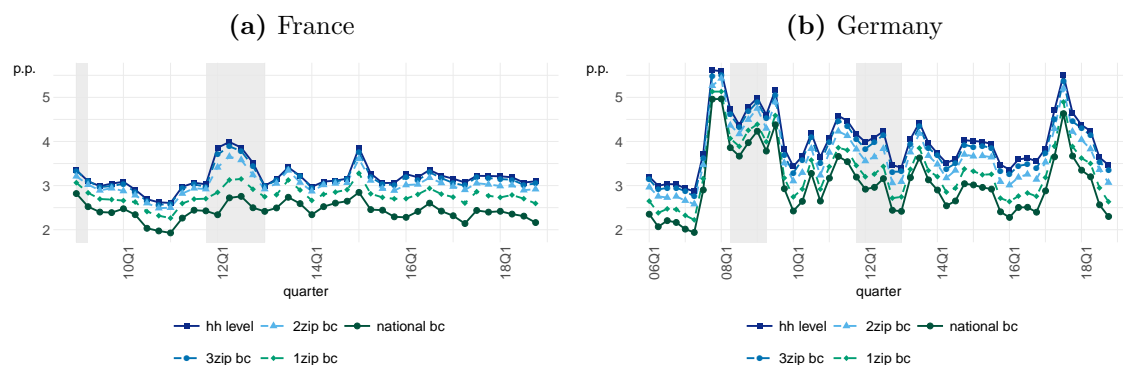 (a) France
p.p.
5
4
3
2
10Q1
12Q1
14Q1
16Q1
18Q1
quarter
hh level 2zip bc national bc
3zip bc 1zip bc
(b) Germany
p.p.
5
4
3
2
06Q1
08Q1
10Q1
12Q1
14Q1
16Q1
18Q1
quarter
hh level 2zip bc national bc
3zip bc 1zip bc